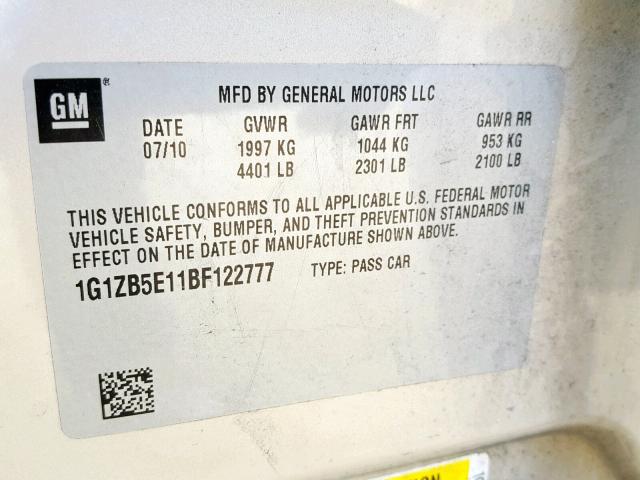 GM
®
MFD BY GENERAL MOTORS LLC
DATE GVWR GAWR FRT GAWR RR
07/10 1997 KG 1044 KG 953 KG
4401 LB 2301 LB 2100 LB
THIS VEHICLE CONFORMS TO ALL APPLICABLE U.S. FEDERAL MOTOR
VEHICLE SAFETY, BUMPER, AND THEFT PREVENTION STANDARDS IN
EFFECT ON THE DATE OF MANUFACTURE SHOWN ABOVE.
1G1ZB5E11BF122777 TYPE: PASS CAR